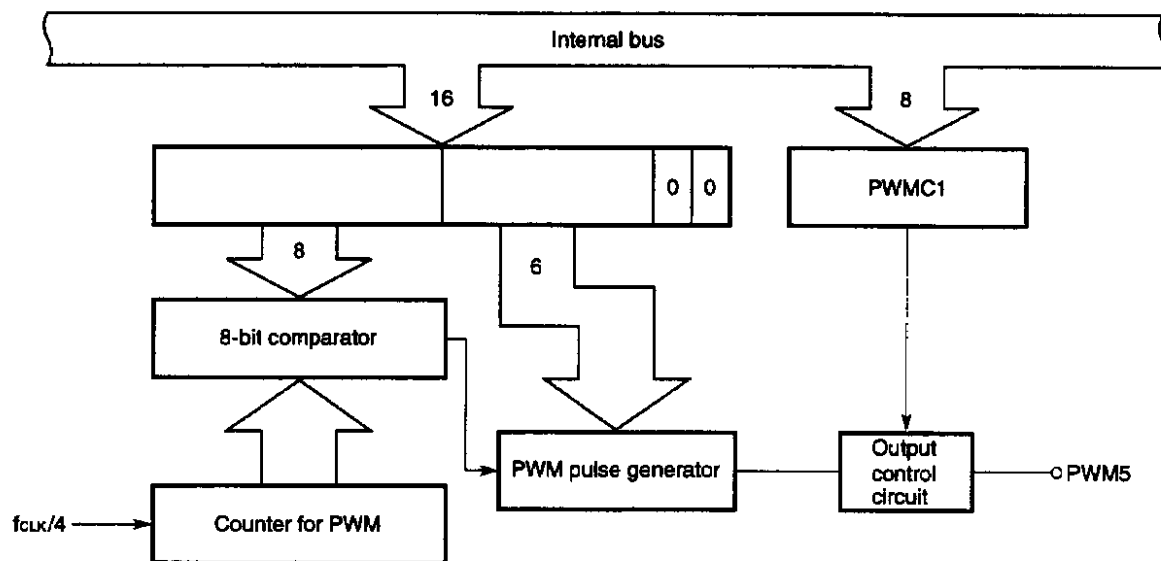 Internal bus
16
8
0 0
PWMC1
8
6
8-bit comparator
PWM pulse generator
Output
control
circuit
PWM5
fCLK/4
Counter for PWM